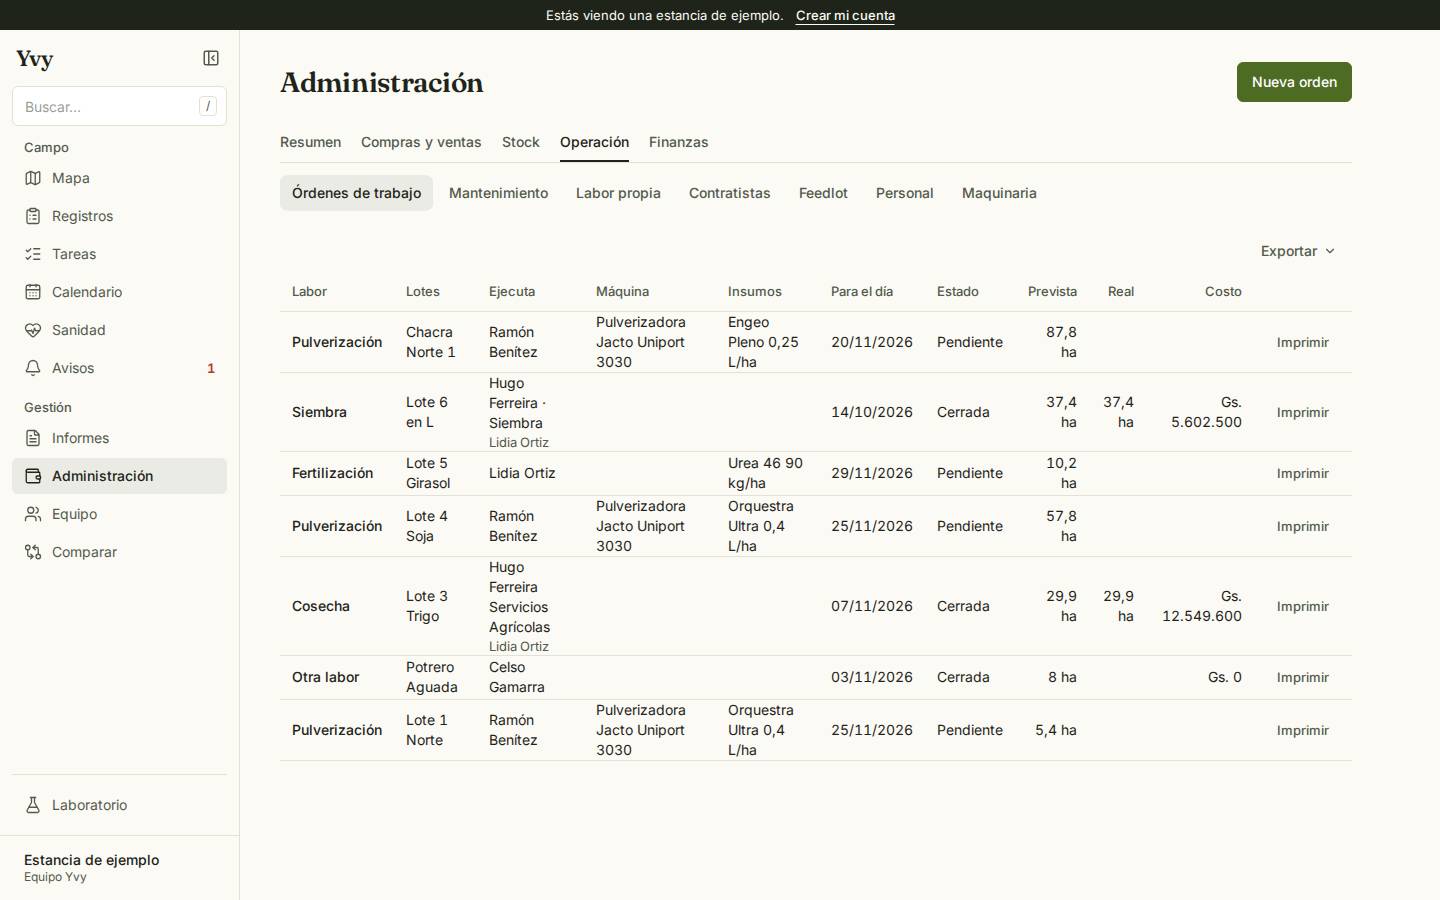 Estás viendo una estancia de ejemplo. Crear mi cuenta
Yvy
Buscar... /
Campo
Mapa
Registros
Tareas
Calendario
Sanidad
Avisos 1
Gestión
Informes
Administración
Equipo
Comparar
Laboratorio
Estancia de ejemplo
Equipo Yvy
Administración
Nueva orden
Resumen Compras y ventas Stock Operación Finanzas
Órdenes de trabajo Mantenimiento Labor propia Contratistas Feedlot Personal Maquinaria
Exportar
Labor Lotes Ejecuta Máquina Insumos Para el día Estado Prevista Real Costo
Pulverización
Chacra
Norte 1
Ramón
Benítez
Pulverizadora
Jacto Uniport
3030
Engeo
Pleno 0,25
L/ha
20/11/2026
Pendiente
87,8
ha
Imprimir
Siembra
Lote 6
en L
Hugo
Ferreira ·
Siembra
Lidia Ortiz
14/10/2026
Cerrada
37,4
ha
37,4
ha
Gs.
5.602.500
Imprimir
Fertilización
Lote 5
Girasol
Lidia Ortiz
Urea 46 90
kg/ha
29/11/2026
Pendiente
10,2
ha
Imprimir
Pulverización
Lote 4
Soja
Ramón
Benítez
Pulverizadora
Jacto Uniport
3030
Orquestra
Ultra 0,4
L/ha
25/11/2026
Pendiente
57,8
ha
Imprimir
Cosecha
Lote 3
Trigo
Hugo
Ferreira
Servicios
Agrícolas
Lidia Ortiz
07/11/2026
Cerrada
29,9
ha
29,9
ha
Gs.
12.549.600
Imprimir
Otra labor
Potrero
Aguada
Celso
Gamarra
03/11/2026
Cerrada
8 ha
Gs. 0
Imprimir
Pulverización
Lote 1
Norte
Ramón
Benítez
Pulverizadora
Jacto Uniport
3030
Orquestra
Ultra 0,4
L/ha
25/11/2026
Pendiente
5,4 ha
Imprimir